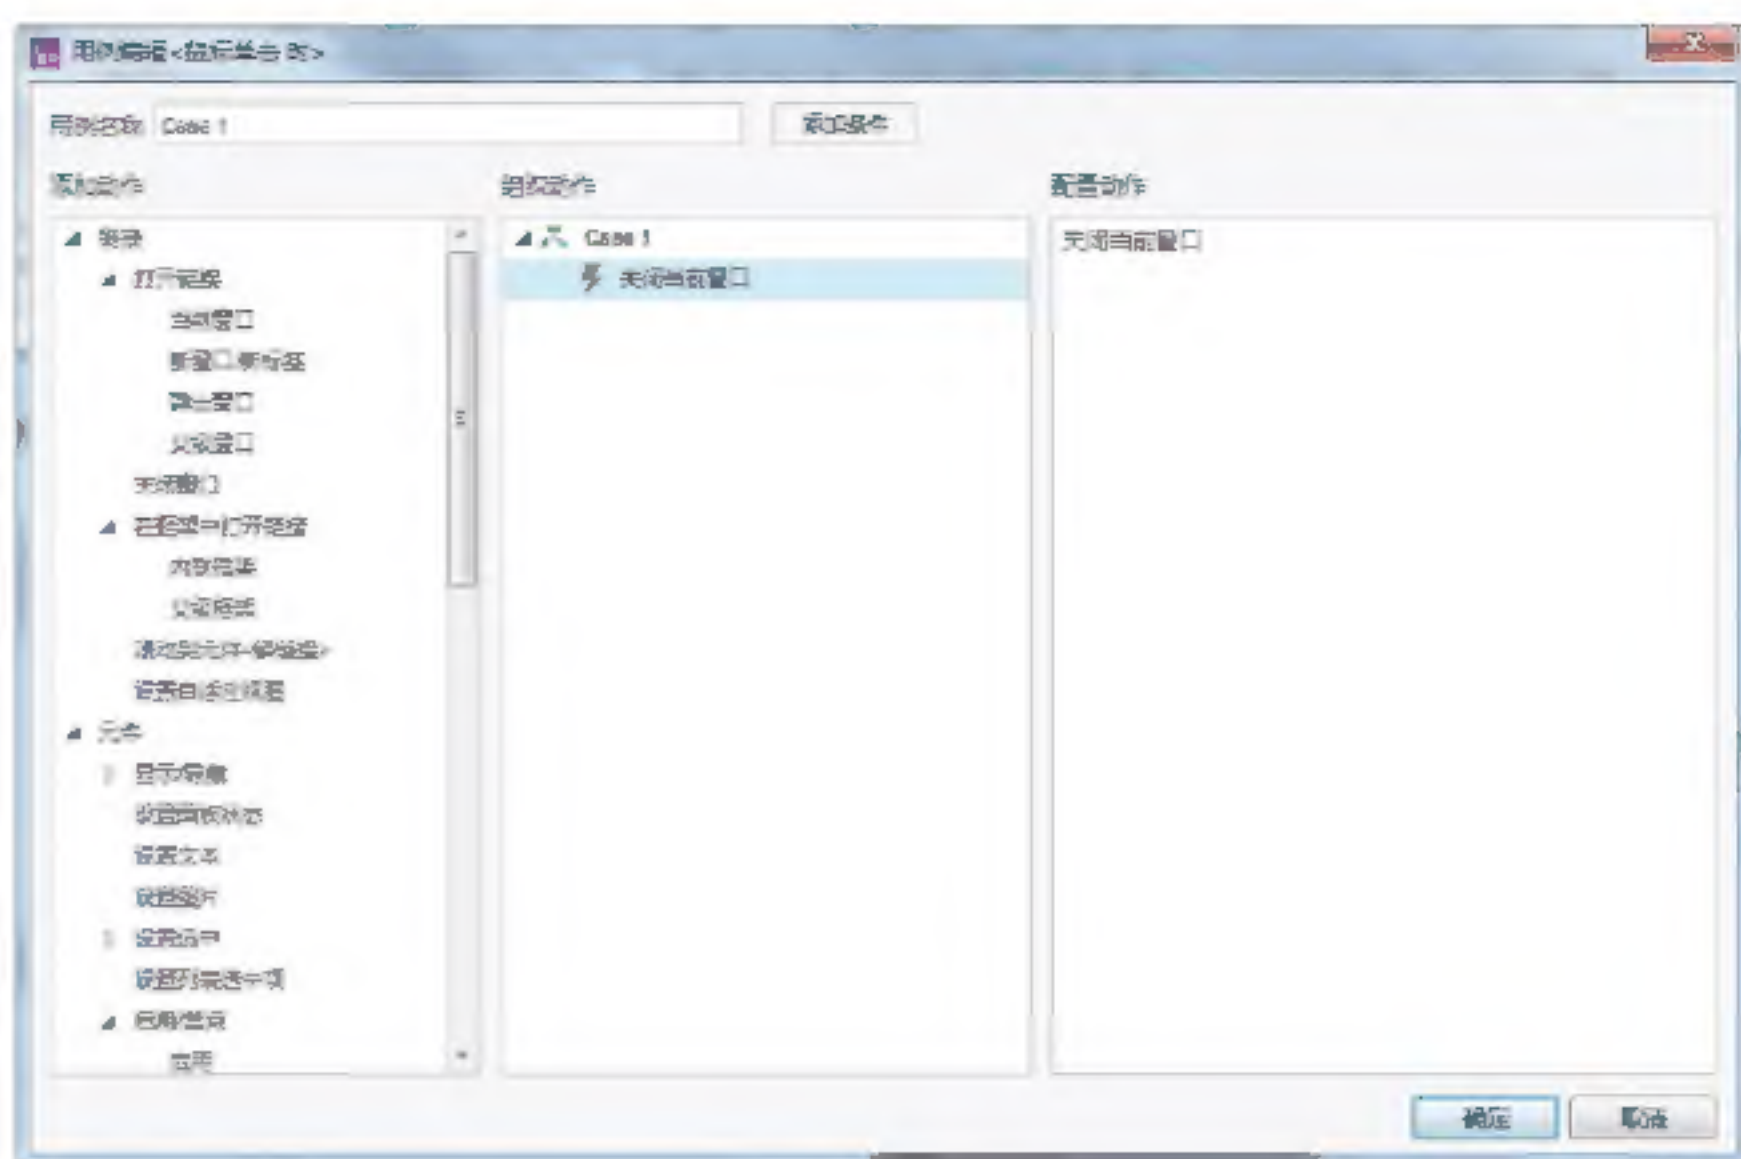 用例编辑<鼠标单击时>
用例名称 Case 1 添加条件
添加动作 组织动作 配置动作
链接
打开链接
当前窗口
新窗口/新标签
弹出窗口
父级窗口
关闭窗口
在框架中打开链接
内联框架
父级框架
滚动到元件<锚链接>
设置自适应视图
元件
显示/隐藏
设置面板状态
设置文本
设置图片
设置选中
设置列表选中项
启用/禁用
启用
Case 1
关闭当前窗口
关闭当前窗口
确定 取消